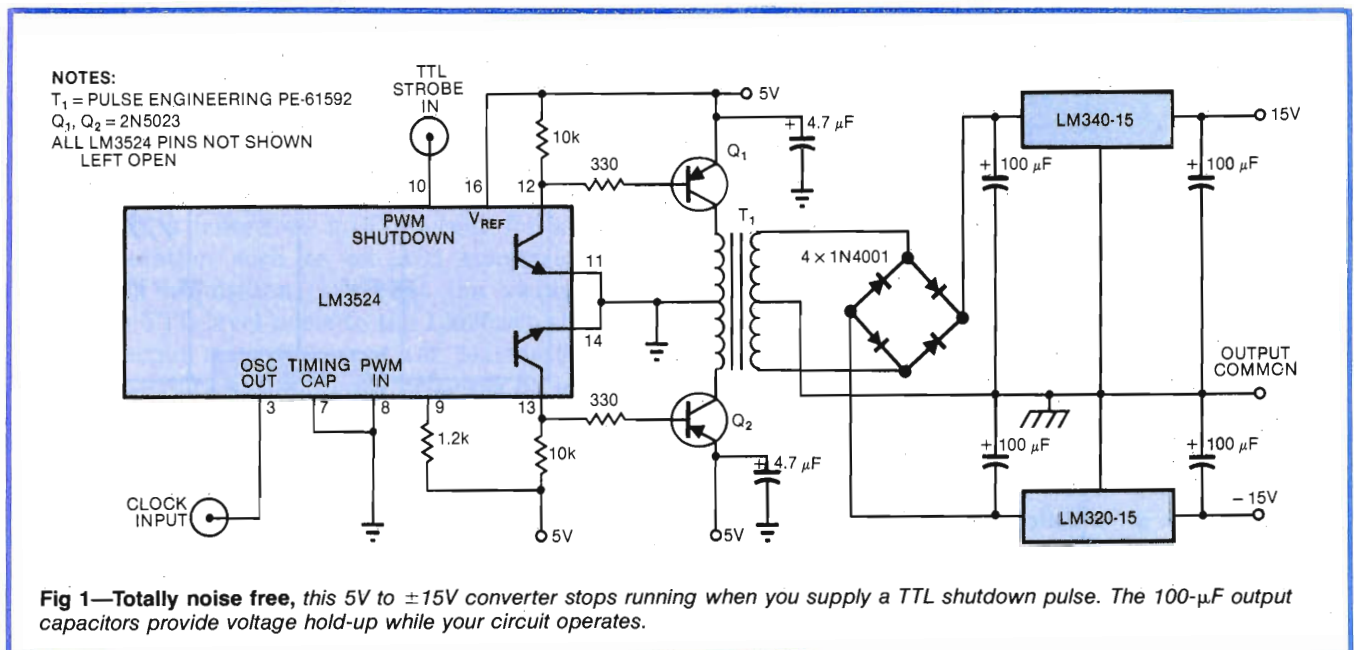 NOTES:
T₁ = PULSE ENGINEERING PE-61592
Q₁, Q₂ = 2N5023
ALL LM3524 PINS NOT SHOWN
LEFT OPEN
TTL
STROBE
IN
5V
10k
4.7 µF
330
Q₁
10
16
12
PWM
SHUTDOWN
V_REF
11
LM3524
14
OSC
OUT
TIMING
CAP
PWM
IN
3
7
8
9
13
1.2k
330
10k
Q₂
4.7 µF
CLOCK
INPUT
5V
5V
T₁
4 × 1N4001
+ 100 µF
LM340-15
+ 100 µF
15V
OUTPUT
COMMON
+ 100 µF
+ 100 µF
LM320-15
– 15V
Fig 1—Totally noise free, this 5V to ±15V converter stops running when you supply a TTL shutdown pulse. The 100-µF output
capacitors provide voltage hold-up while your circuit operates.